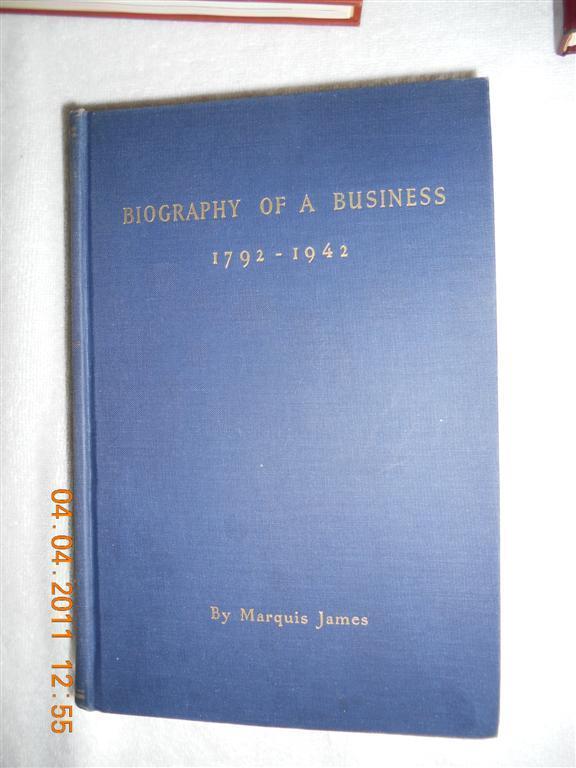 BIOGRAPHY OF A BUSINESS
1792-1942
By Marquis James
04.04.2011 12:55